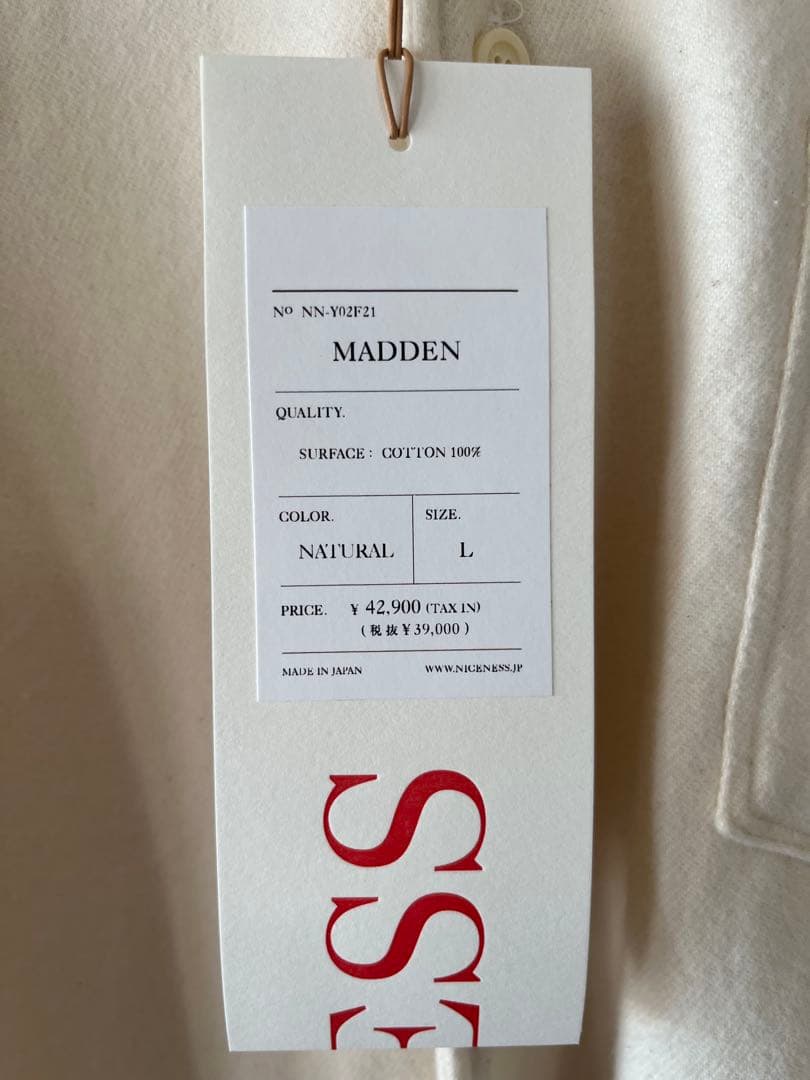 Nº NN-Y02F21
MADDEN
QUALITY.
SURFACE : COTTON 100%
COLOR.
NATURAL
SIZE.
L
PRICE. ¥ 42,900 (TAX IN)
( 税抜 ¥39,000 )
MADE IN JAPAN
WWW.NICENESS.JP
ESS